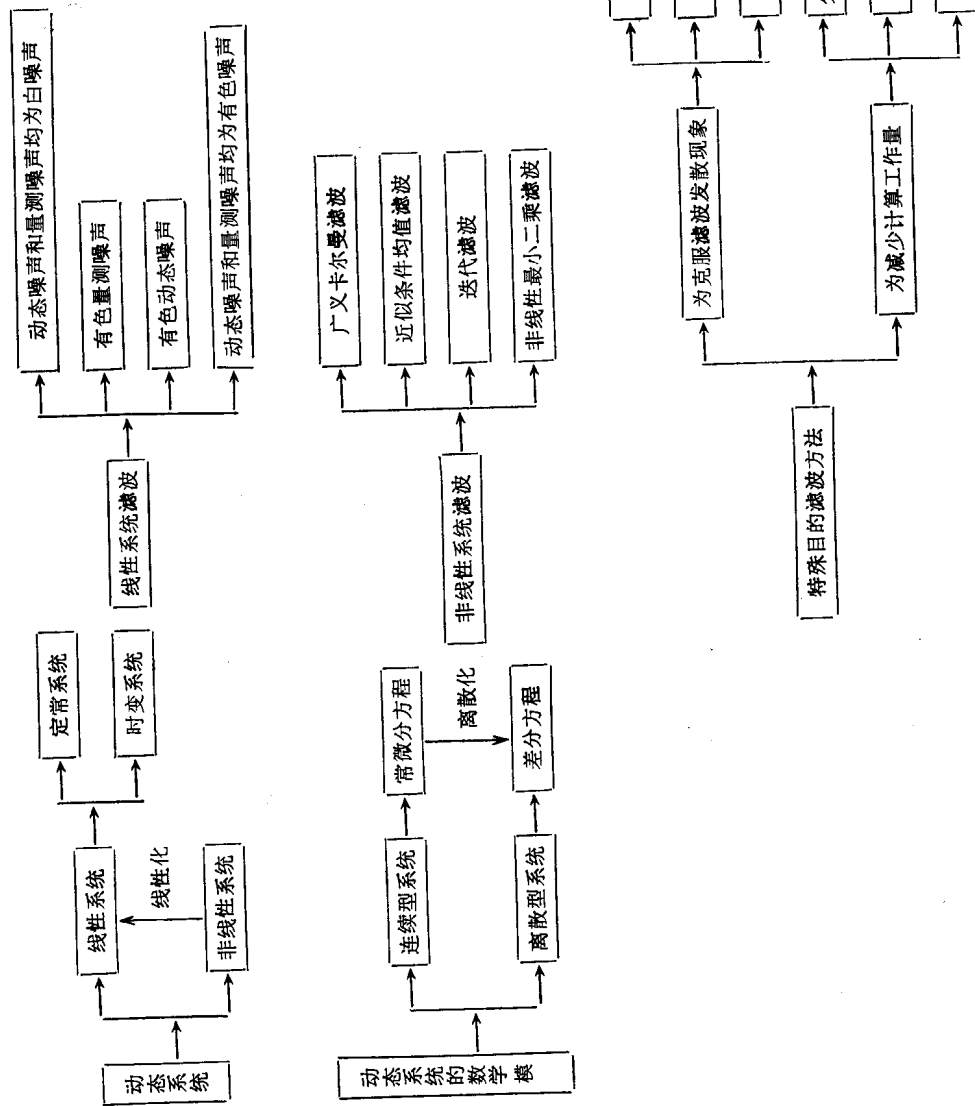 动态系统
线性系统
线性化
非线性系统
定常系统
时变系统
线性系统滤波
动态噪声和量测噪声均为白噪声
有色量测噪声
有色动态噪声
动态噪声和量测噪声均为有色噪声
动态系统的数学模
连续型系统
离散型系统
常微分方程
离散化
差分方程
非线性系统滤波
广义卡尔曼滤波
近似条件均值滤波
迭代滤波
非线性最小二乘滤波
特殊目的滤波方法
为克服滤波发散现象
为减少计算工作量